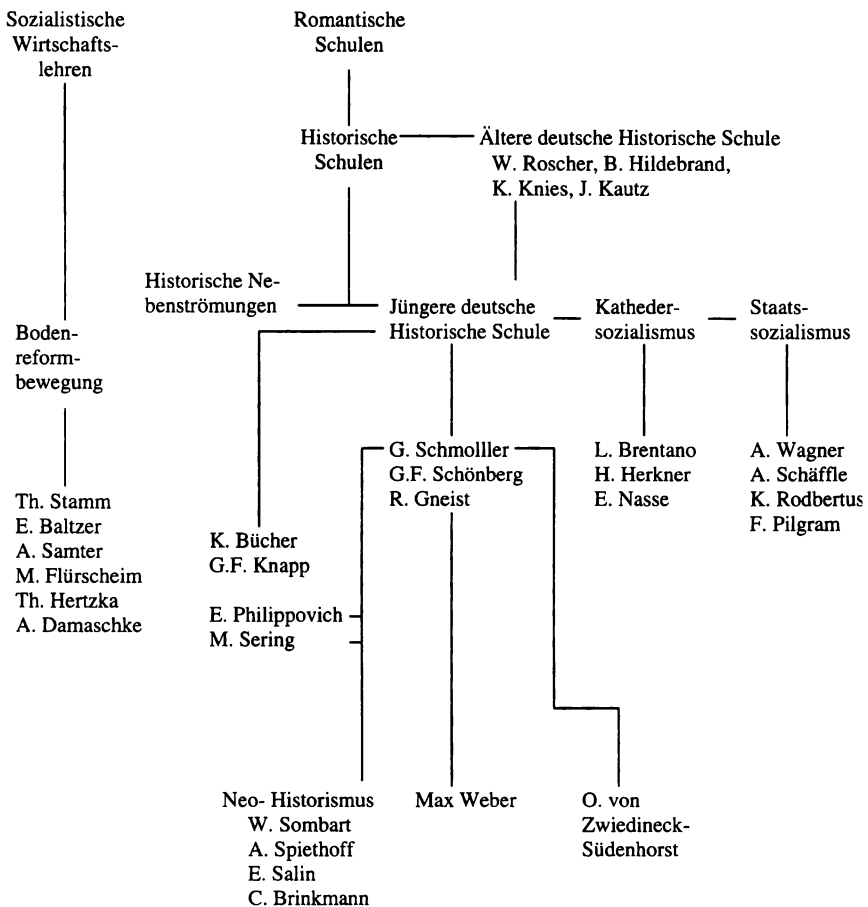 Sozialistische
Wirtschafts-
lehren
Romantische
Schulen
Historische
Schulen
Ältere deutsche Historische Schule
W. Roscher, B. Hildebrand,
K. Knies, J. Kautz
Historische Ne-
benströmungen
Jüngere deutsche
Historische Schule
Katheder-
sozialismus
Staats-
sozialismus
Boden-
reform-
bewegung
G. Schmolller
G.F. Schönberg
R. Gneist
L. Brentano
H. Herkner
E. Nasse
A. Wagner
A. Schäffle
K. Rodbertus
F. Pilgram
Th. Stamm
E. Baltzer
A. Samter
M. Flürscheim
Th. Hertzka
A. Damaschke
K. Bücher
G.F. Knapp
E. Philippovich
M. Sering
Neo- Historismus
W. Sombart
A. Spiethoff
E. Salin
C. Brinkmann
Max Weber
O. von
Zwiedineck-
Südenhorst